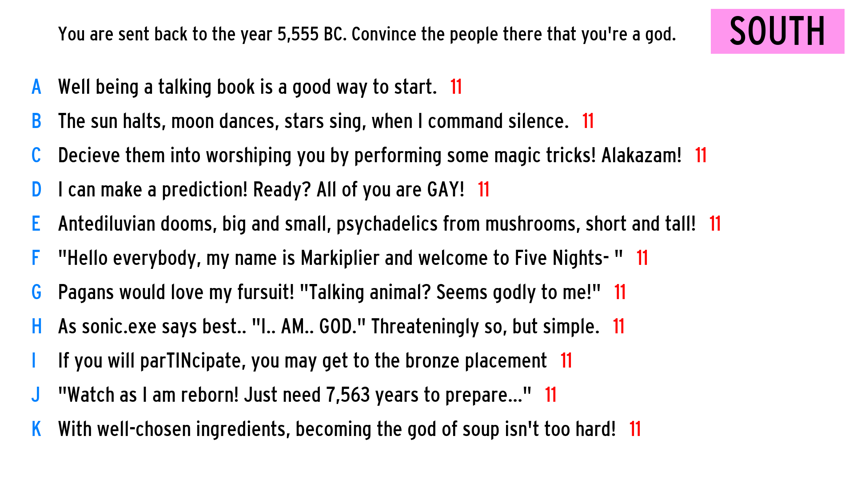 You are sent back to the year 5,555 BC. Convince the people there that you're a god.
SOUTH
A Well being a talking book is a good way to start. 11
B The sun halts, moon dances, stars sing, when I command silence. 11
C Decieve them into worshiping you by performing some magic tricks! Alakazam! 11
D I can make a prediction! Ready? All of you are GAY! 11
E Antediluvian dooms, big and small, psychadelics from mushrooms, short and tall! 11
F "Hello everybody, my name is Markiplier and welcome to Five Nights- " 11
G Pagans would love my fursuit! "Talking animal? Seems godly to me!" 11
H As sonic.exe says best.. "I.. AM.. GOD." Threateningly so, but simple. 11
I If you will parTINcipate, you may get to the bronze placement 11
J "Watch as I am reborn! Just need 7,563 years to prepare..." 11
K With well-chosen ingredients, becoming the god of soup isn't too hard! 11